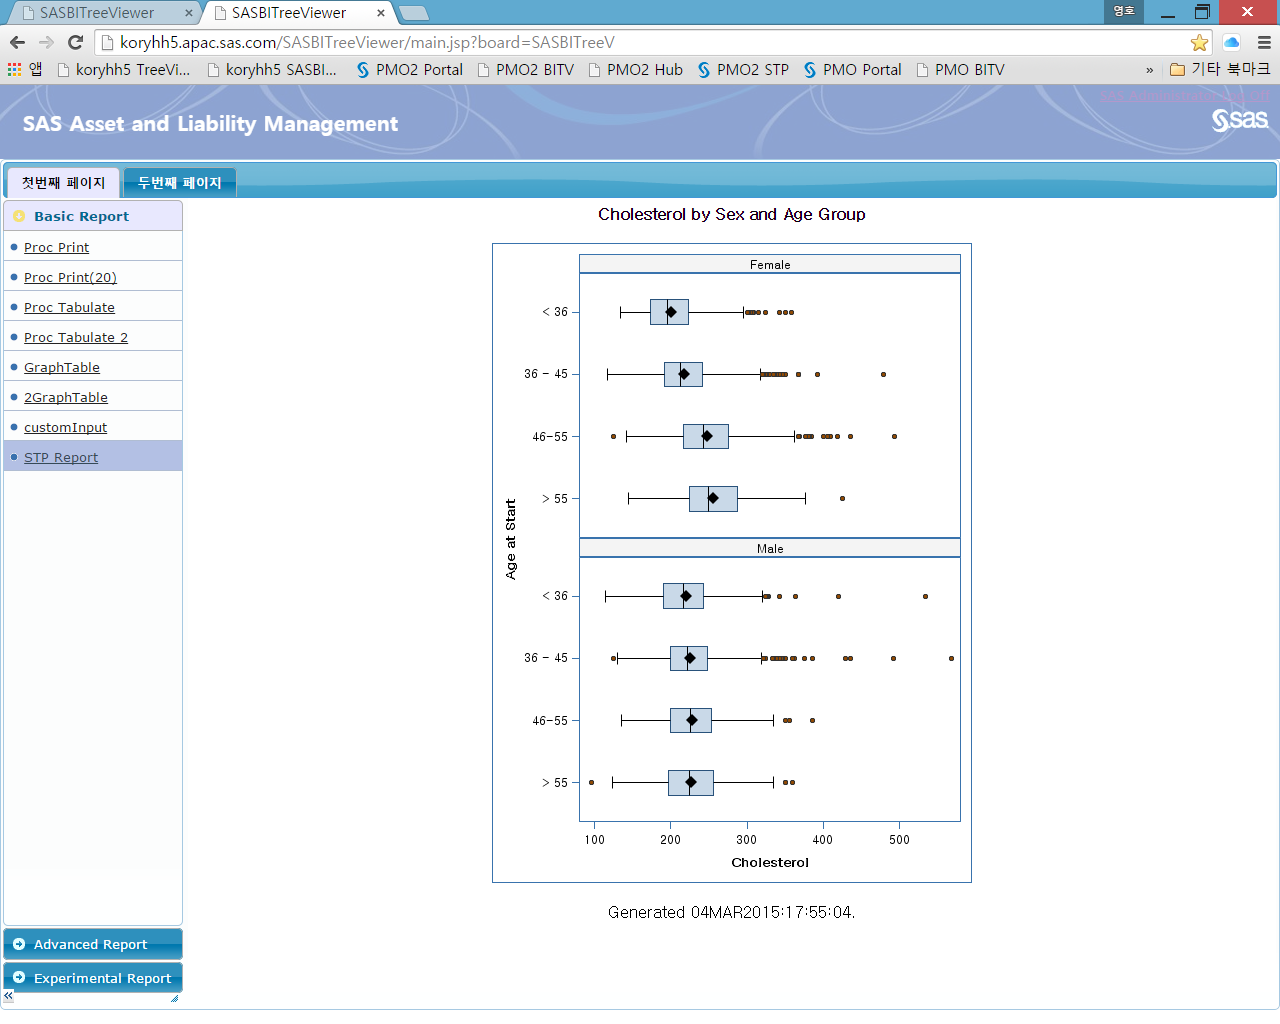 SASBITreeViewer
SASBITreeViewer
영호
koryhh5.apac.sas.com/SASBITreeViewer/main.jsp?board=SASBITreeV
앱
koryhh5 TreeVi...
koryhh5 SASBI...
PMO2 Portal
PMO2 BITV
PMO2 Hub
PMO2 STP
PMO Portal
PMO BITV
»
기타 북마크
SAS Asset and Liability Management
sas
첫번째 페이지
두번째 페이지
Basic Report
Proc Print
Proc Print(20)
Proc Tabulate
Proc Tabulate 2
GraphTable
2GraphTable
customInput
STP Report
Advanced Report
Experimental Report
«
Cholesterol by Sex and Age Group
Female
< 36
36 - 45
46-55
> 55
Age at Start
Male
< 36
36 - 45
46-55
> 55
100 200 300 400 500
Cholesterol
Generated 04MAR2015:17:55:04.